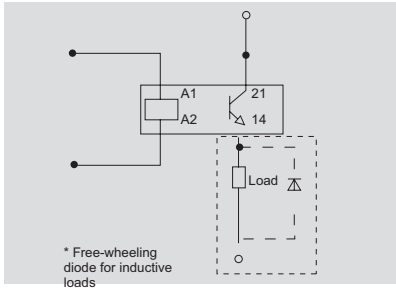 A1 21
A2 14
Load
* Free-wheeling
diode for inductive
loads